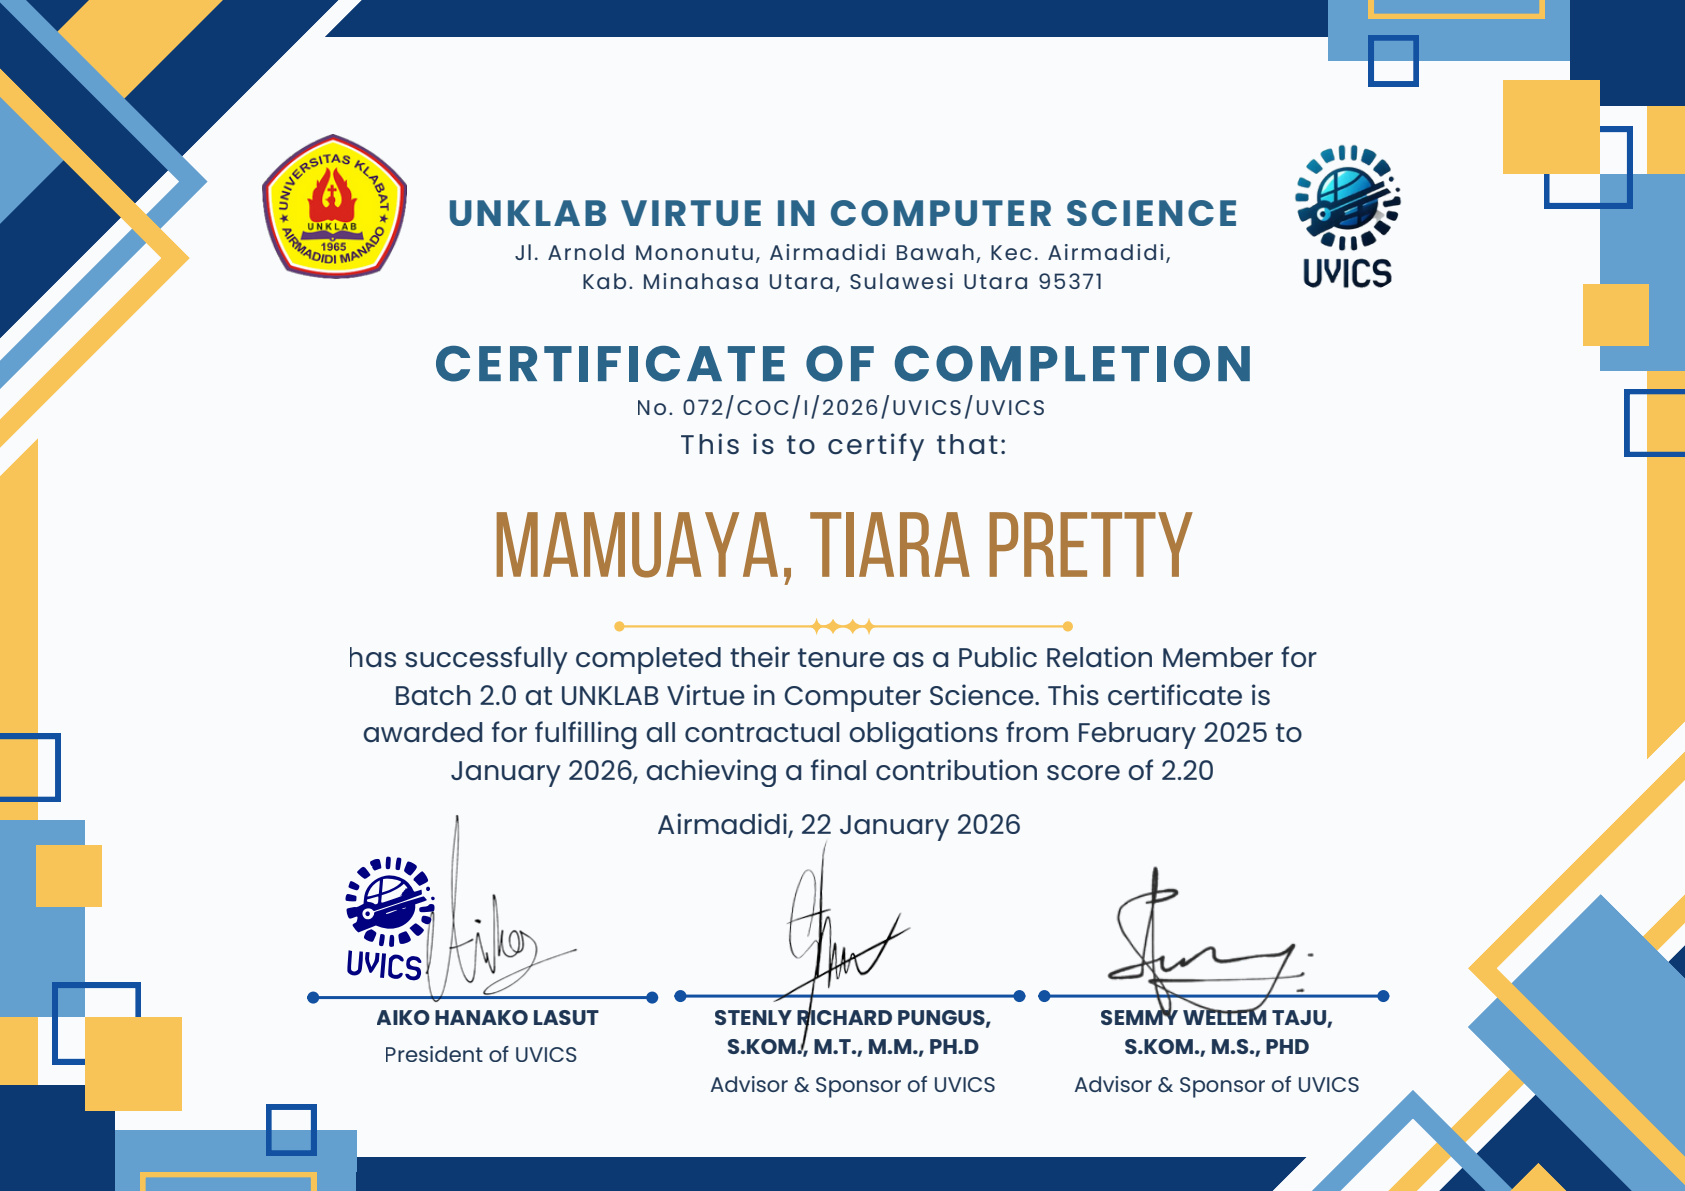 UNIVERSITAS KLABAT
UNKLAB
1965
AIRMADIDI MANADO
UNKLAB VIRTUE IN COMPUTER SCIENCE
Jl. Arnold Mononutu, Airmadidi Bawah, Kec. Airmadidi,
Kab. Minahasa Utara, Sulawesi Utara 95371
UVICS
CERTIFICATE OF COMPLETION
No. 072/COC/I/2026/UVICS/UVICS
This is to certify that:
MAMUAYA, TIARA PRETTY
has successfully completed their tenure as a Public Relation Member for
Batch 2.0 at UNKLAB Virtue in Computer Science. This certificate is
awarded for fulfilling all contractual obligations from February 2025 to
January 2026, achieving a final contribution score of 2.20
Airmadidi, 22 January 2026
UVICS
Aiko
AIKO HANAKO LASUT
President of UVICS
STENLY RICHARD PUNGUS,
S.KOM., M.T., M.M., PH.D
Advisor & Sponsor of UVICS
SEMMY WELLEM TAJU,
S.KOM., M.S., PHD
Advisor & Sponsor of UVICS